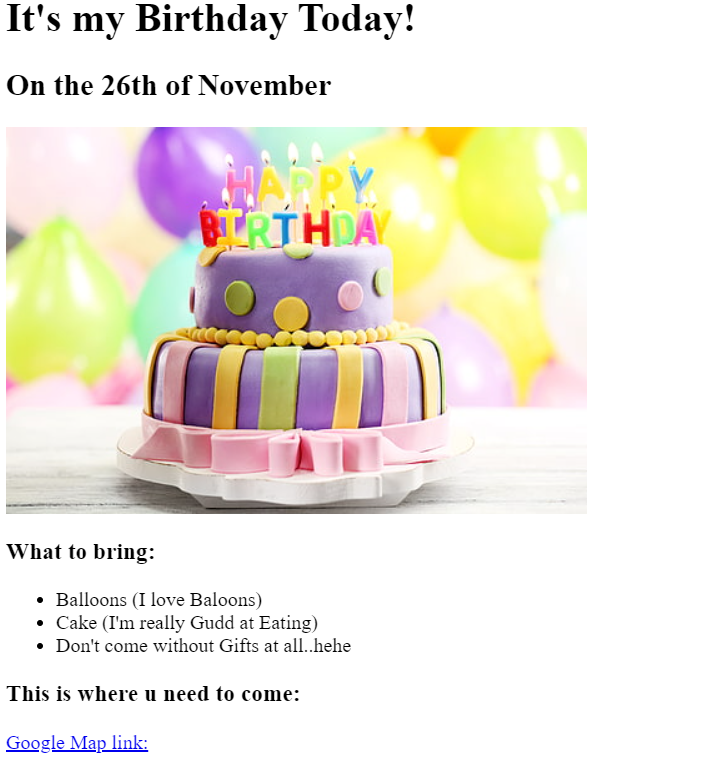 It's my Birthday Today!
On the 26th of November
HAPPY
BIRTHDAY
What to bring:
Balloons (I love Baloons)
Cake (I'm really Gudd at Eating)
Don't come without Gifts at all..hehe
This is where u need to come:
Google Map link: